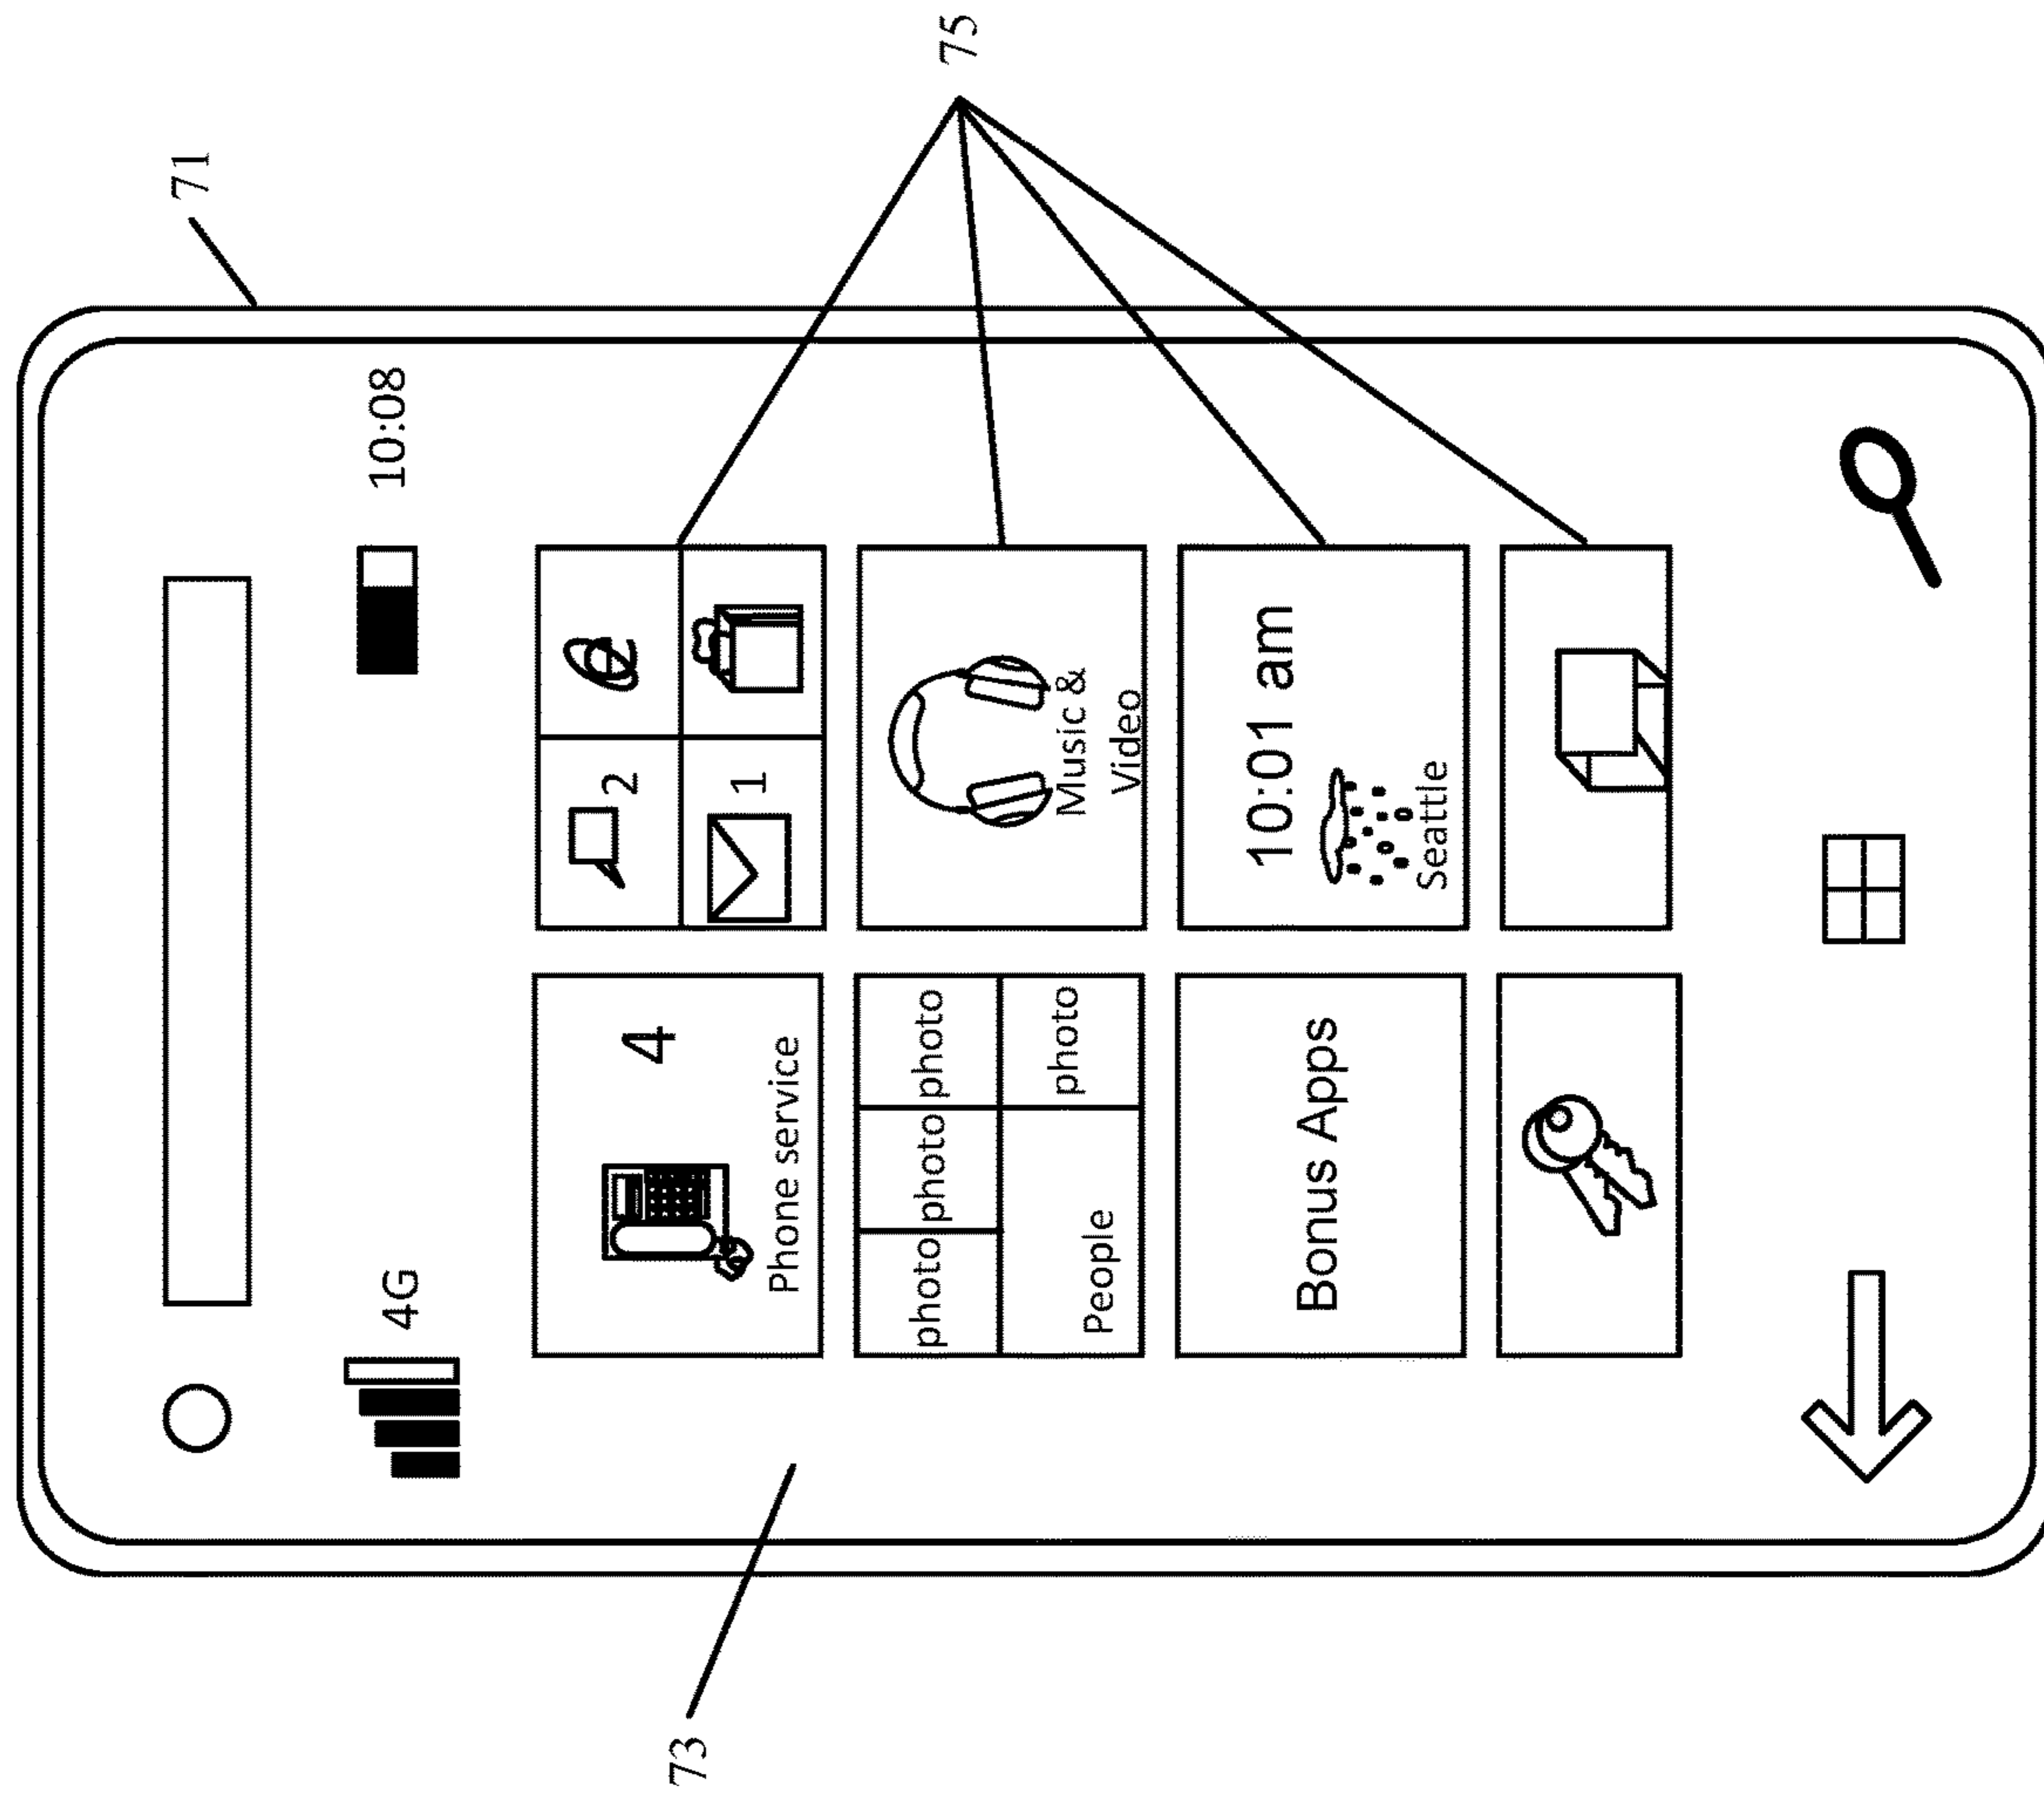 71
4G
10:08
75
4
Phone service
2
1
photo
photo
photo
photo
People
Music &
Video
Bonus Apps
10:01 am
Seattle
73